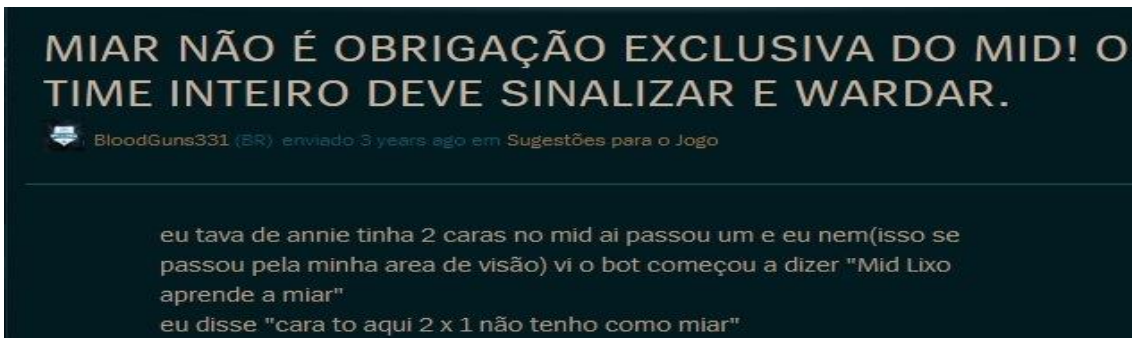 MIAR NÃO É OBRIGAÇÃO EXCLUSIVA DO MID! O
TIME INTEIRO DEVE SINALIZAR E WARDAR.
BloodGuns331 (BR) enviado 3 years ago em Sugestões para o Jogo
eu tava de annie tinha 2 caras no mid ai passou um e eu nem(isso se
passou pela minha area de visão) vi o bot começou a dizer "Mid Lixo
aprende a miar"
eu disse "cara to aqui 2 x 1 não tenho como miar"